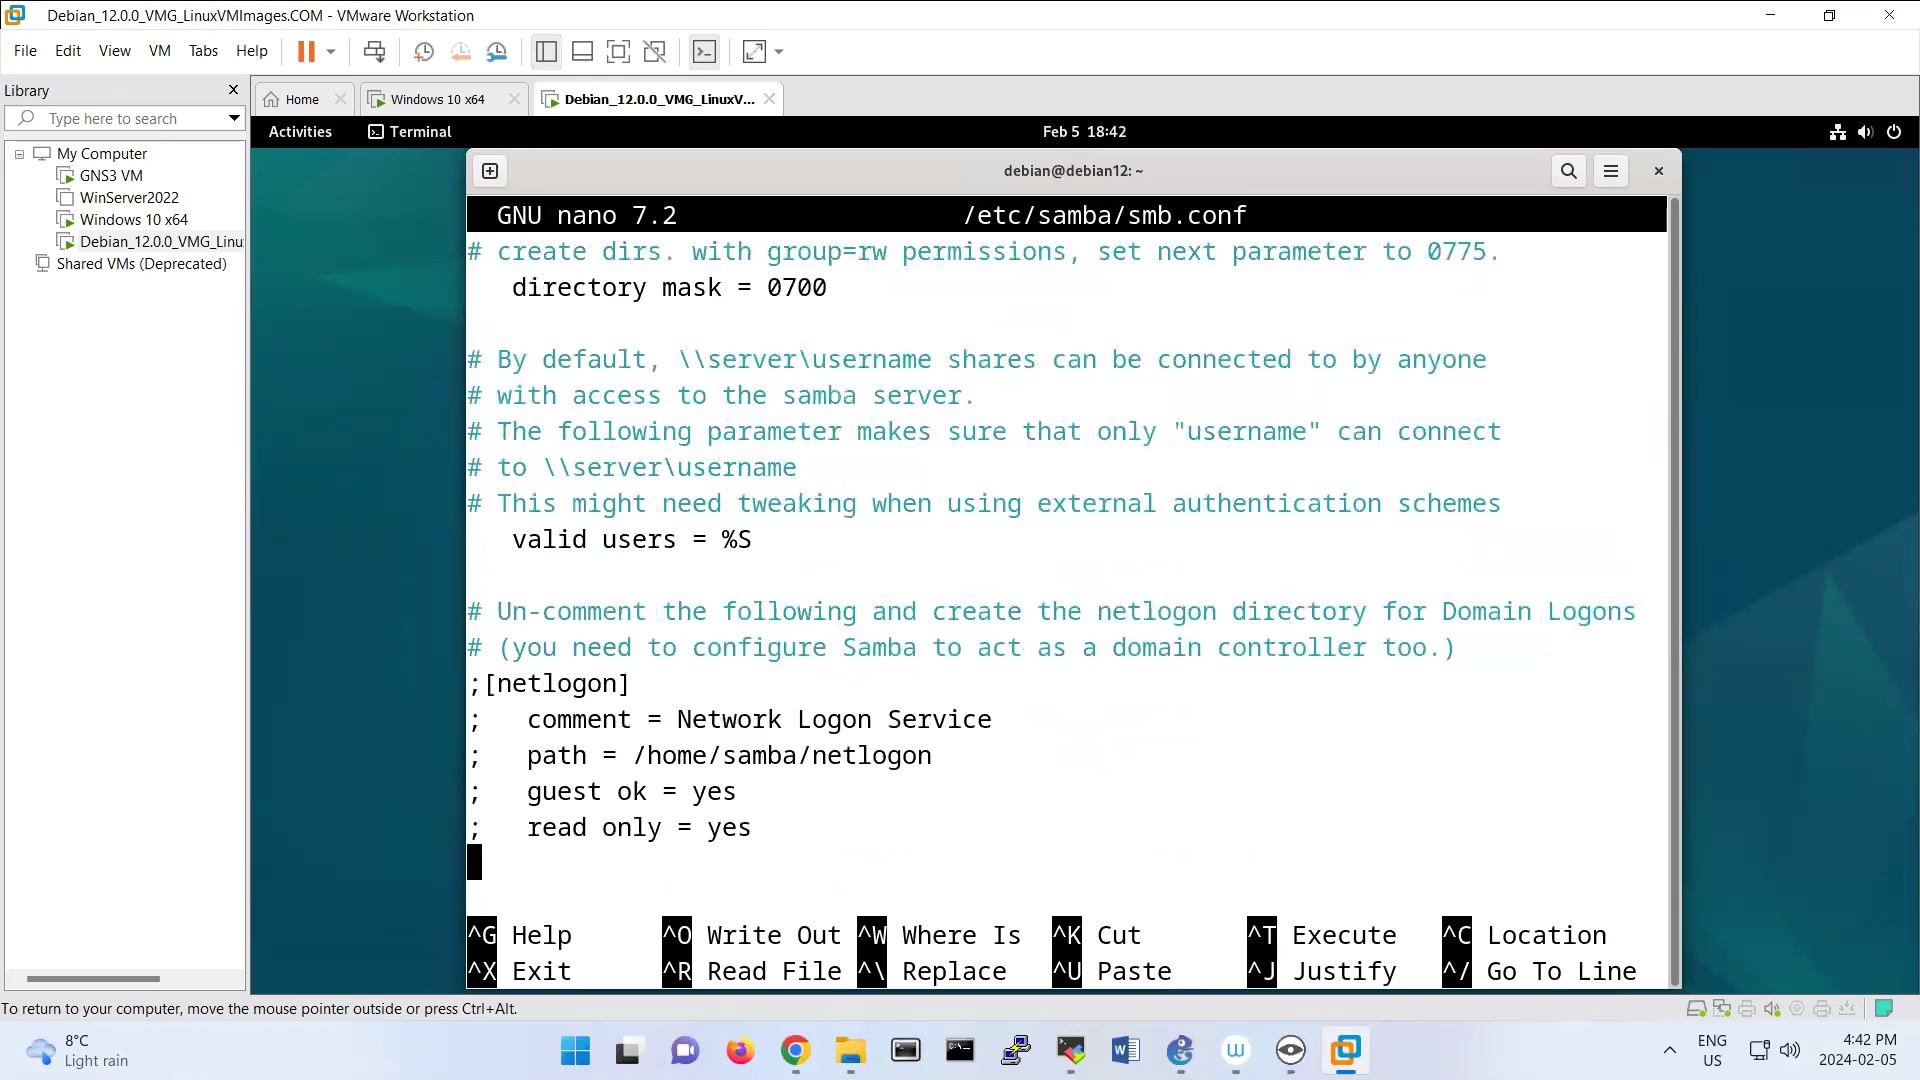 Debian_12.0.0_VMG_LinuxVMImages.COM - VMware Workstation
File Edit View VM Tabs Help
Library
Type here to search
My Computer
GNS3 VM
WinServer2022
Windows 10 x64
Debian_12.0.0_VMG_Linu
Shared VMs (Deprecated)
Home
Windows 10 x64
Debian_12.0.0_VMG_LinuxV...
Activities
Terminal
Feb 5 18:42
debian@debian12: ~
GNU nano 7.2 /etc/samba/smb.conf
# create dirs. with group=rw permissions, set next parameter to 0775.
directory mask = 0700
# By default, \\server\username shares can be connected to by anyone
# with access to the samba server.
# The following parameter makes sure that only "username" can connect
# to \\server\username
# This might need tweaking when using external authentication schemes
valid users = %S
# Un-comment the following and create the netlogon directory for Domain Logons
# (you need to configure Samba to act as a domain controller too.)
;[netlogon]
; comment = Network Logon Service
; path = /home/samba/netlogon
; guest ok = yes
; read only = yes
^G Help ^O Write Out ^W Where Is ^K Cut ^T Execute ^C Location
^X Exit ^R Read File ^\ Replace ^U Paste ^J Justify ^/ Go To Line
To return to your computer, move the mouse pointer outside or press Ctrl+Alt.
8°C
Light rain
ENG
US
4:42 PM
2024-02-05